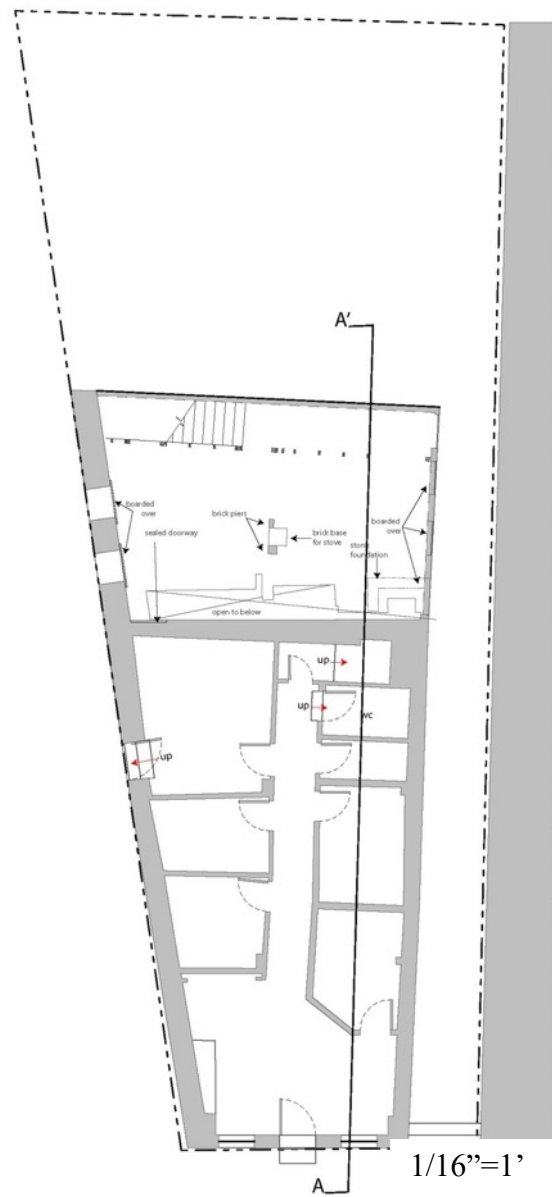 A'
boarded
over
sealed doorway
brick piers
brick base
for stove
boarded
over
stone
foundation
open to below
up
up
wc
up
A
1/16”=1’